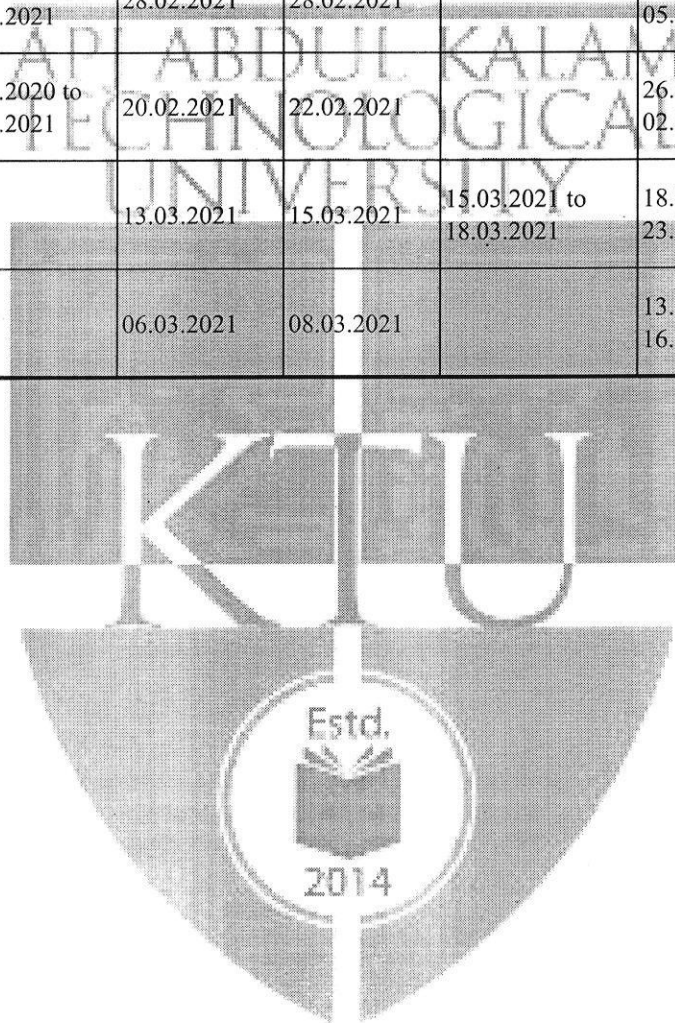 .2021 28.02.2021 28.02.2021 05.
.2020 to 26.
.2021 20.02.2021 22.02.2021 02.
15.03.2021 to 18.
13.03.2021 15.03.2021
18.03.2021 23.
13.
06.03.2021 08.03.2021
16.
API ABDUL KALAM
TECHNOLOGICAL
UNIVERSITY
KTU
Estd.
2014